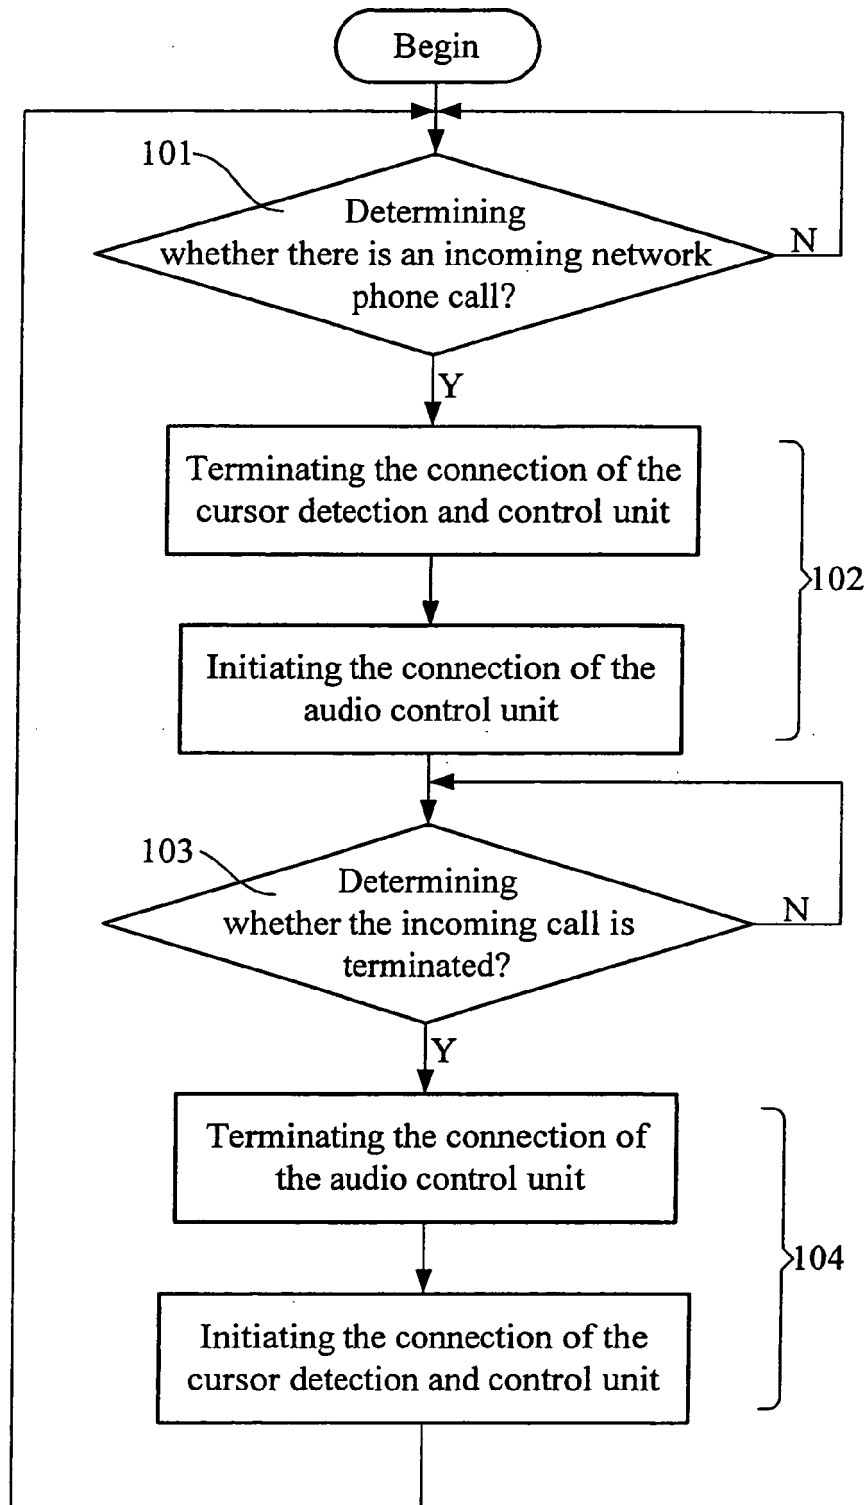 Begin
101
Determining
whether there is an incoming network
phone call?
N
Y
Terminating the connection of the
cursor detection and control unit
102
Initiating the connection of the
audio control unit
103
Determining
whether the incoming call is
terminated?
N
Y
Terminating the connection of
the audio control unit
104
Initiating the connection of the
cursor detection and control unit